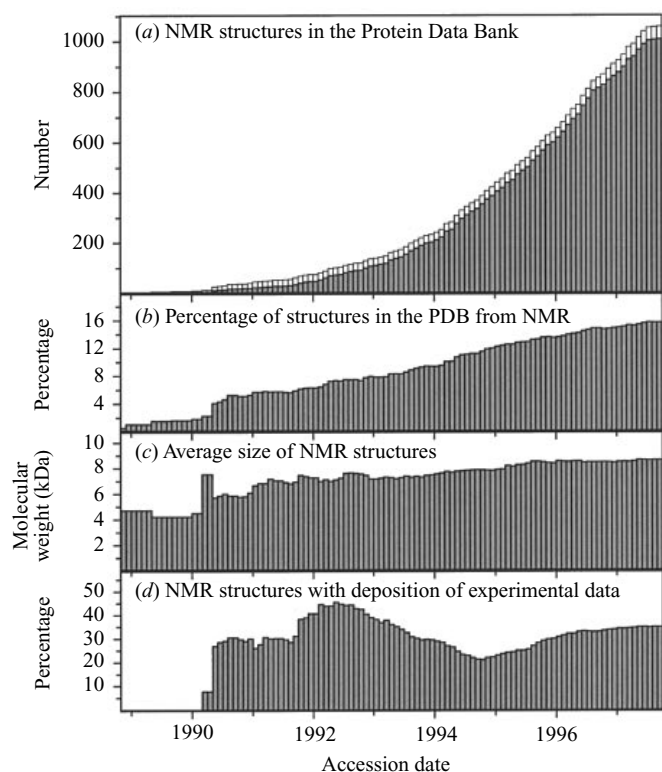 (a) NMR structures in the Protein Data Bank
1000
800
600
400
200
Number
(b) Percentage of structures in the PDB from NMR
16
12
8
4
Percentage
(c) Average size of NMR structures
10
8
6
4
2
Molecular
weight (kDa)
(d) NMR structures with deposition of experimental data
50
40
30
20
10
Percentage
1990 1992 1994 1996
Accession date